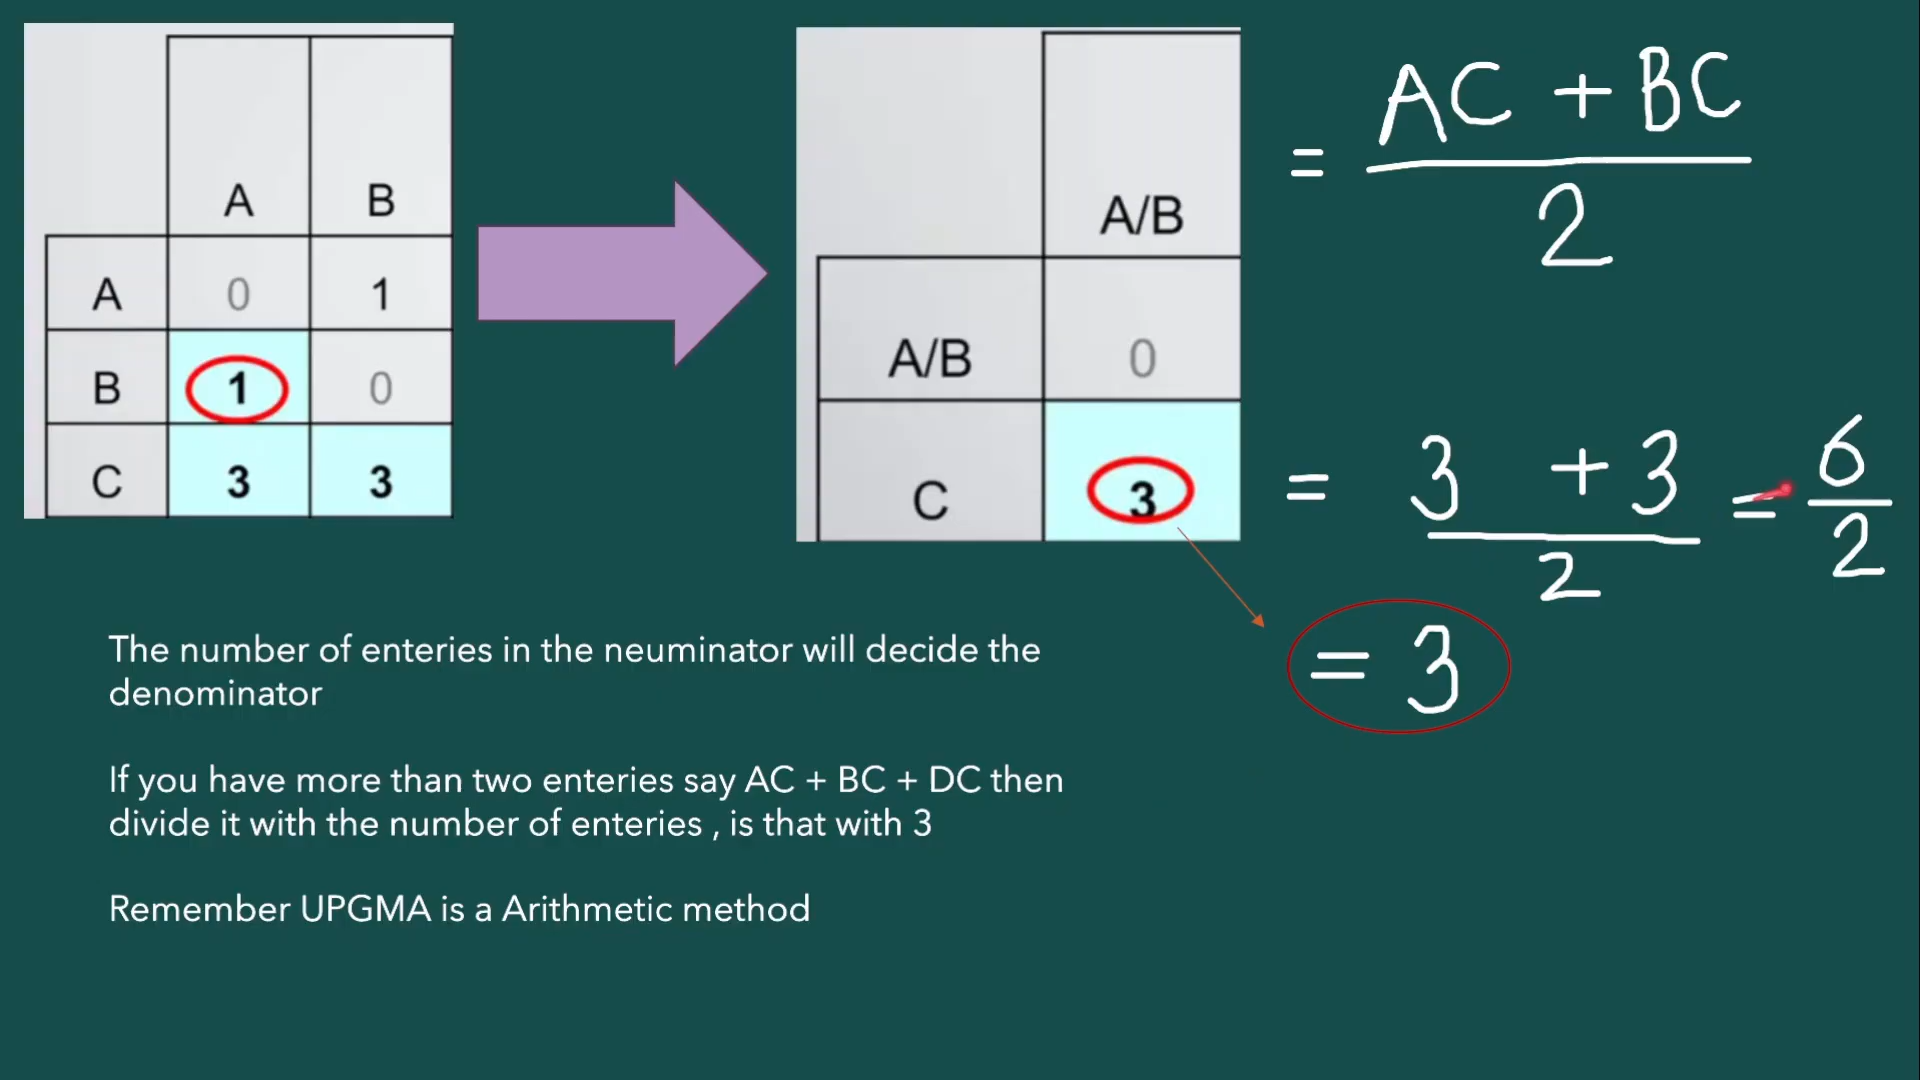 A B
A 0 1
B 1 0
C 3 3
A/B
A/B 0
C 3
= AC + BC
2
= 3 + 3 = 6
2 2
= 3
The number of enteries in the neuminator will decide the
denominator
If you have more than two enteries say AC + BC + DC then
divide it with the number of enteries , is that with 3
Remember UPGMA is a Arithmetic method